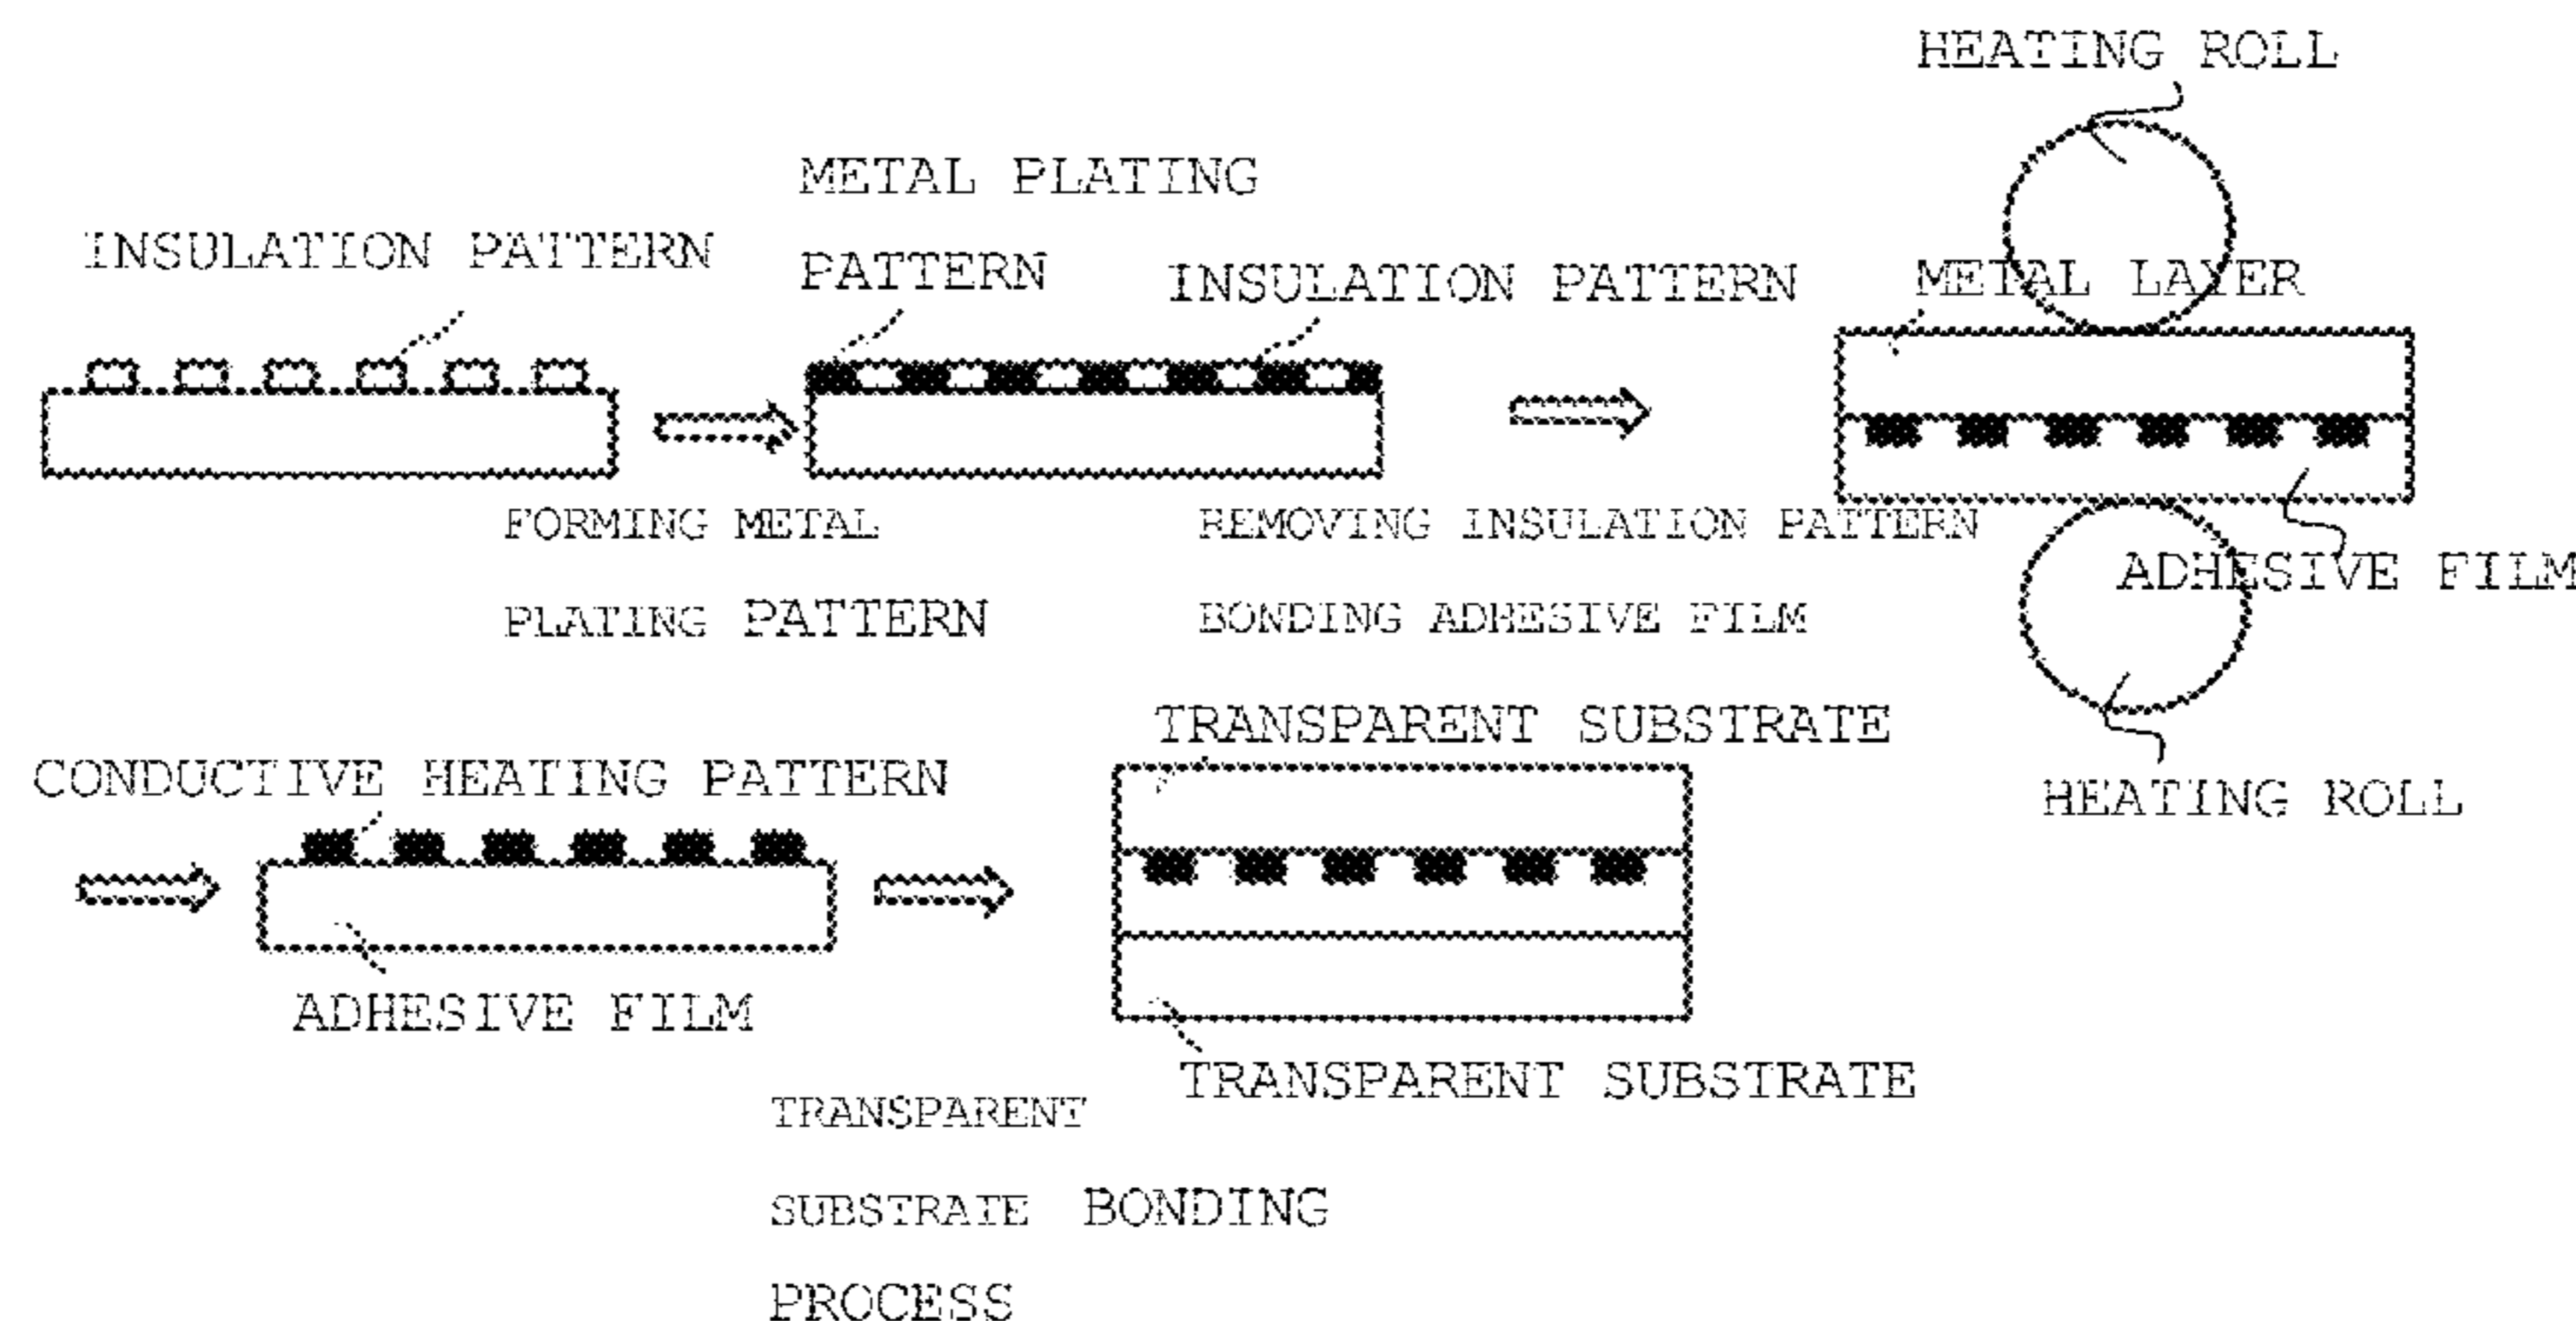 HEATING ROLL
METAL PLATING
PATTERN
INSULATION PATTERN
INSULATION PATTERN
METAL LAYER
FORMING METAL
PLATING PATTERN
REMOVING INSULATION PATTERN
BONDING ADHESIVE FILM
ADHESIVE FILM
HEATING ROLL
CONDUCTIVE HEATING PATTERN
ADHESIVE FILM
TRANSPARENT SUBSTRATE
TRANSPARENT SUBSTRATE
TRANSPARENT
SUBSTRATE BONDING
PROCESS